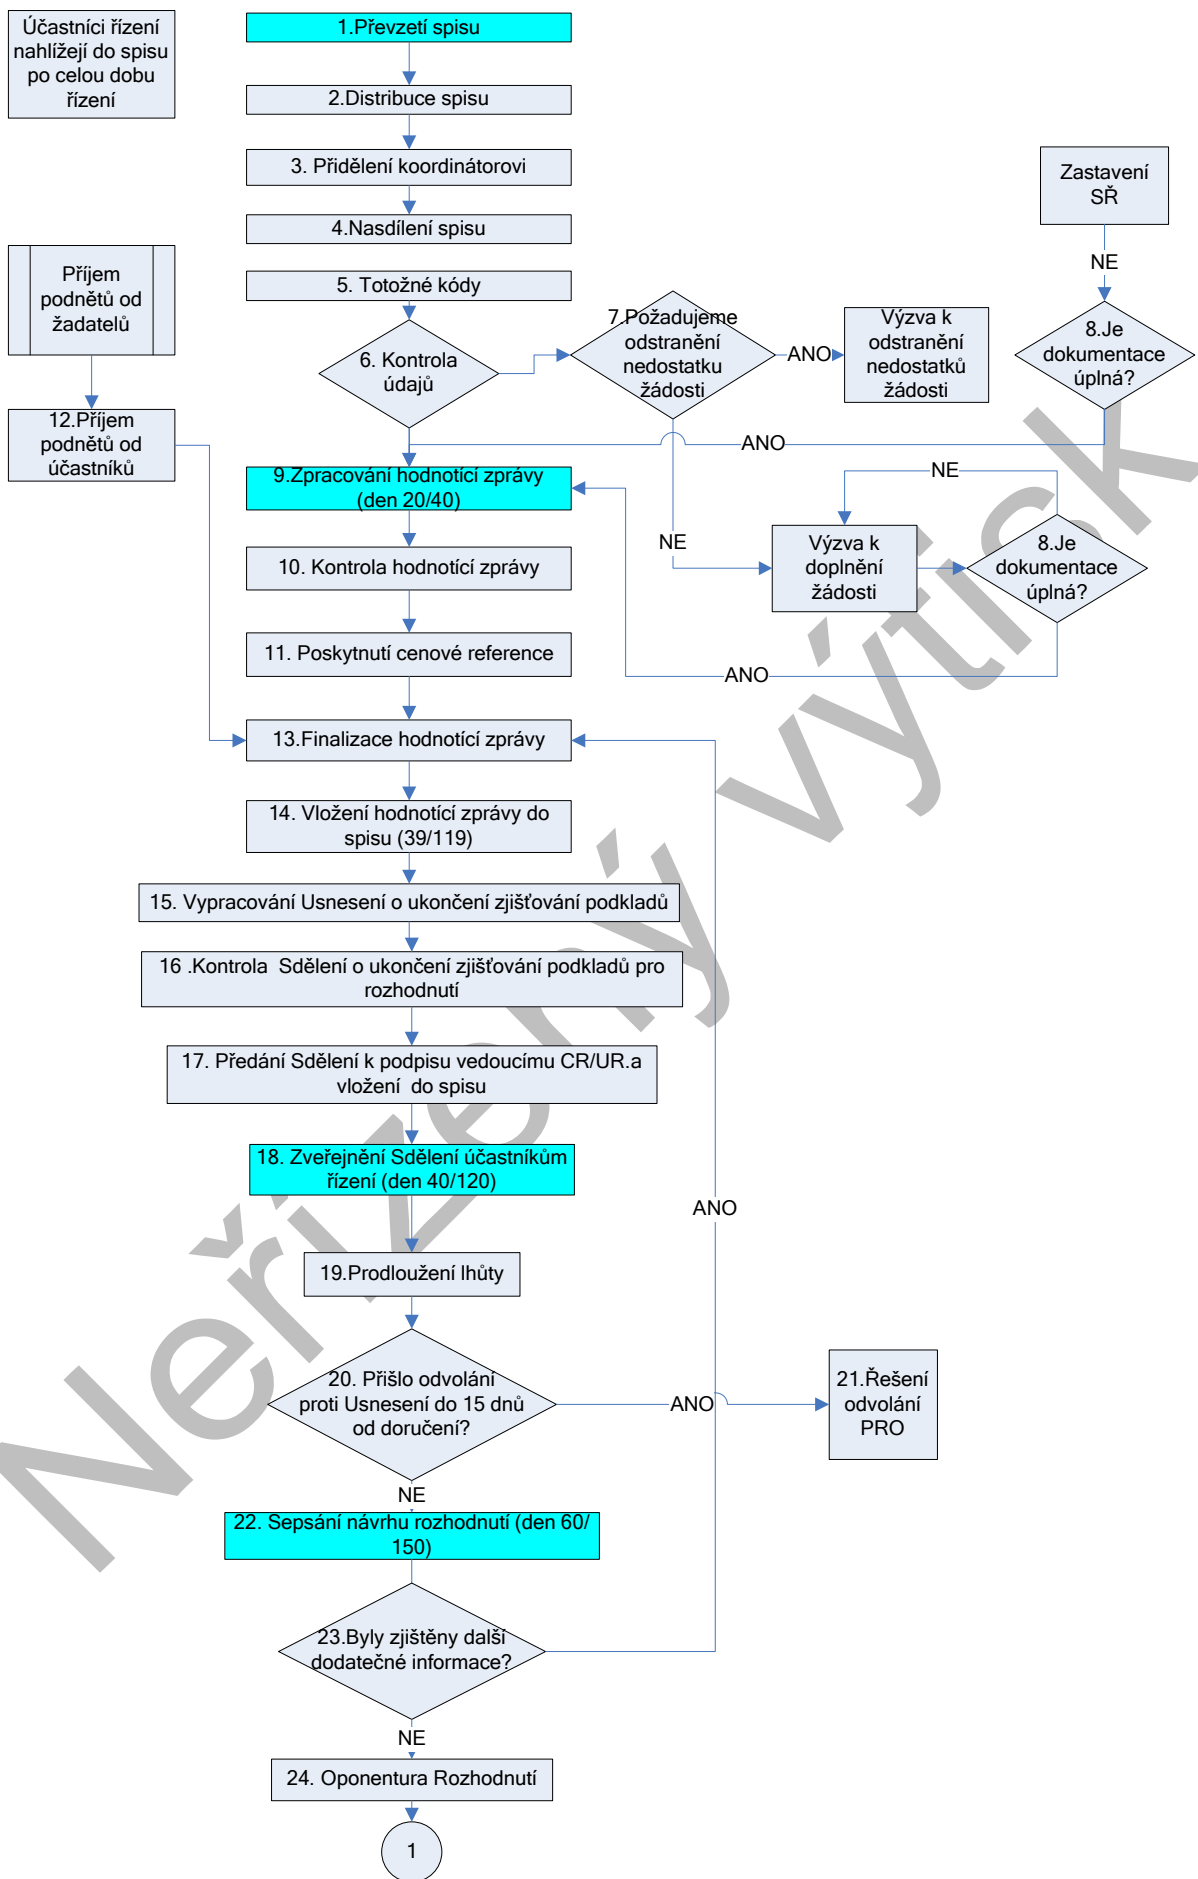 Účastníci řízení
nahlížejí do spisu
po celou dobu
řízení
1.Převzetí spisu
2.Distribuce spisu
3. Přidělení koordinátorovi
4.Nasdílení spisu
Zastavení
SŘ
NE
Příjem
podnětů od
žadatelů
5. Totožné kódy
6. Kontrola
údajů
7.Požadujeme
odstranění
nedostatku
žádosti
ANO
Výzva k
odstranění
nedostatků
žádosti
8.Je
dokumentace
úplná?
12.Příjem
podnětů od
účastníků
ANO
9.Zpracování hodnotící zprávy
(den 20/40)
NE
NE
Výzva k
doplnění
žádosti
8.Je
dokumentace
úplná?
10. Kontrola hodnotící zprávy
11. Poskytnutí cenové reference
ANO
13.Finalizace hodnotící zprávy
14. Vložení hodnotící zprávy do
spisu (39/119)
15. Vypracování Usnesení o ukončení zjišťování podkladů
16 .Kontrola  Sdělení o ukončení zjišťování podkladů pro
rozhodnutí
17. Předání Sdělení k podpisu vedoucímu CR/UR.a
vložení  do spisu
18. Zveřejnění Sdělení účastníkům
řízení (den 40/120)
ANO
19.Prodloužení lhůty
20. Přišlo odvolání
proti Usnesení do 15 dnů
od doručení?
ANO
21.Řešení
odvolání
PRO
NE
22. Sepsání návrhu rozhodnutí (den 60/
150)
23.Byly zjištěny další
dodatečné informace?
NE
24. Oponentura Rozhodnutí
1
Neřízený výtisk